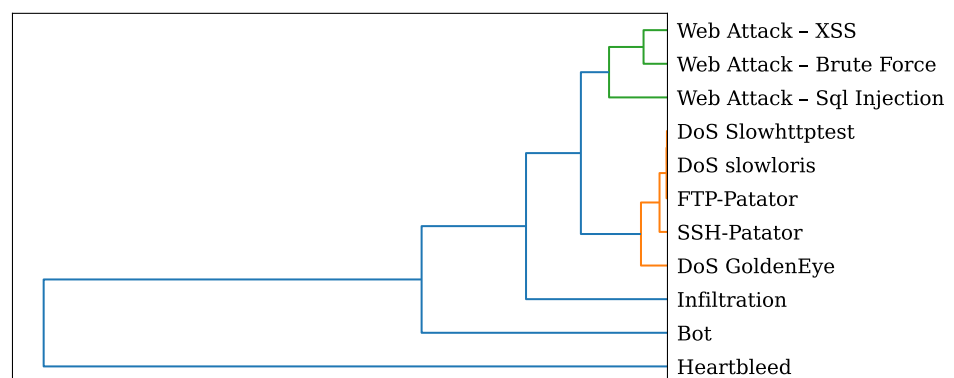 Web Attack – XSS
Web Attack – Brute Force
Web Attack – Sql Injection
DoS Slowhttptest
DoS slowloris
FTP-Patator
SSH-Patator
DoS GoldenEye
Infiltration
Bot
Heartbleed